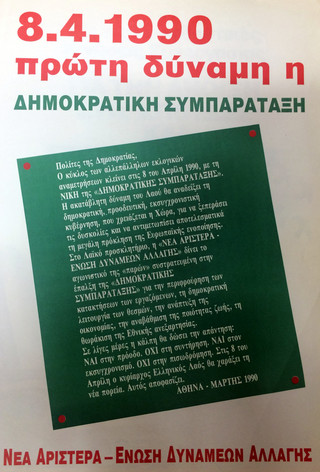 8.4.1990
πρώτη δύναμη η
ΔΗΜΟΚΡΑΤΙΚΗ ΣΥΜΠΑΡΑΤΑΞΗ
Πολίτες της Δημοκρατίας,
Ο κύκλος των αλλεπάλληλων εκλογικών
αναμετρήσεων κλείνει στις 8 του Απρίλη 1990, με τη
ΝΙΚΗ της «ΔΗΜΟΚΡΑΤΙΚΗΣ ΣΥΜΠΑΡΑΤΑΞΗΣ».
Η ακατάβλητη δύναμη του Λαού θα αναδείξει τη
δημοκρατική, προοδευτική, εκσυγχρονιστική
κυβέρνηση, που χρειάζεται η Χώρα, για να ξεπεράσει
τις δυσκολίες και να αντιμετωπίσει αποτελεσματικά
τη μεγάλη πρόκληση της Ευρωπαϊκής ενοποίησης.
Στο Λαϊκό προσκλητήριο, η «ΝΕΑ ΑΡΙΣΤΕΡΑ -
ΕΝΩΣΗ ΔΥΝΑΜΕΩΝ ΑΛΛΑΓΗΣ» δίνει το
αγωνιστικό της «παρών» συστρατευμένη στην
έπαλξη της «ΔΗΜΟΚΡΑΤΙΚΗΣ
ΣΥΜΠΑΡΑΤΑΞΗΣ» για την περιφρούρηση των
κατακτήσεων των εργαζομένων, τη δημοκρατική
λειτουργία των θεσμών, την ανάπτυξη της
οικονομίας, την αναβάθμιση της ποιότητας ζωής, τη
θωράκιση της Εθνικής ανεξαρτησίας.
Σε λίγες μέρες η κάλπη θα δώσει την απάντηση:
ΝΑΙ στην πρόοδο. ΟΧΙ στη συντήρηση. ΝΑΙ στον
εκσυγχρονισμό. ΟΧΙ στην πισωδρόμηση. Στις 8 του
Απρίλη ο κυρίαρχος Ελληνικός Λαός θα χαράξει τη
νέα πορεία. Αυτός αποφασίζει.
ΑΘΗΝΑ - ΜΑΡΤΗΣ 1990
ΝΕΑ ΑΡΙΣΤΕΡΑ – ΕΝΩΣΗ ΔΥΝΑΜΕΩΝ ΑΛΛΑΓΗΣ